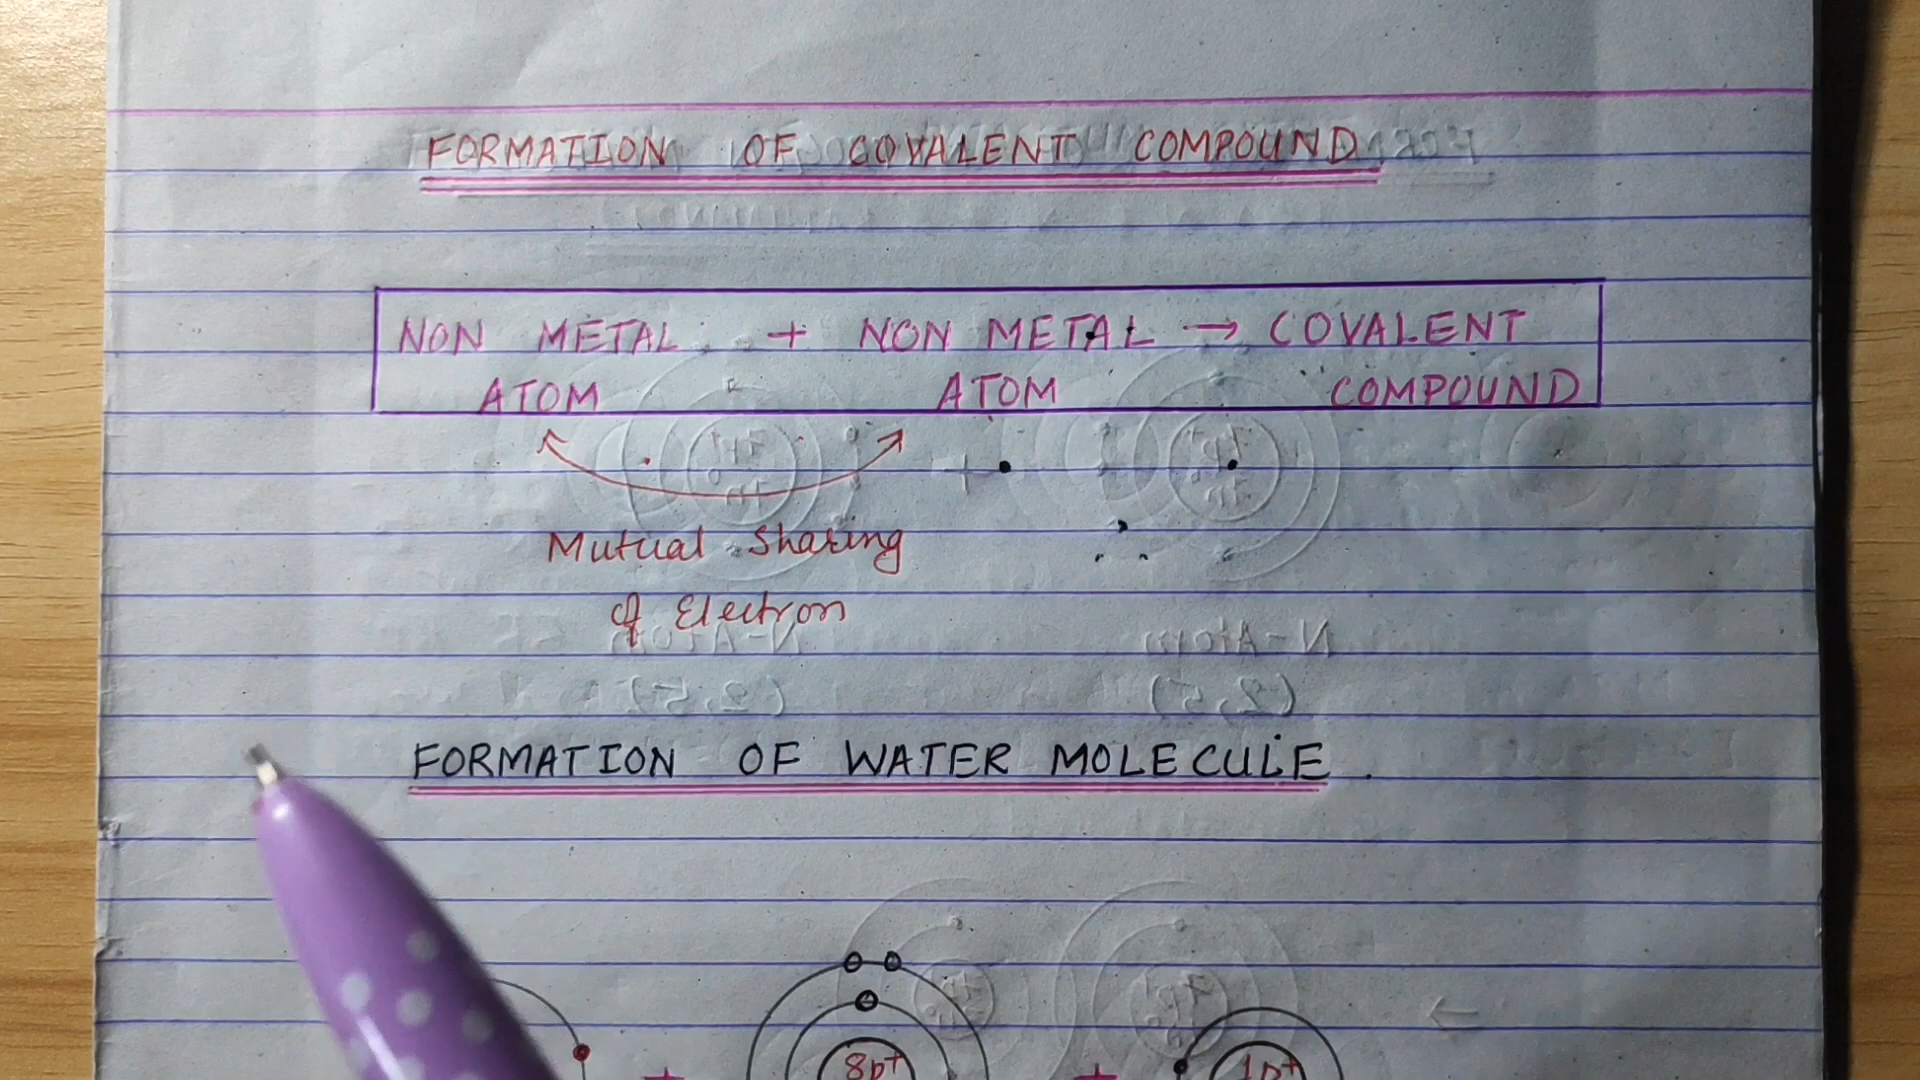 FORMATION OF COVALENT COMPOUND
NON METAL + NON METAL → COVALENT
ATOM ATOM COMPOUND
Mutual Sharing
of Electron
FORMATION OF WATER MOLECULE.
8p+ 1p+
+ +